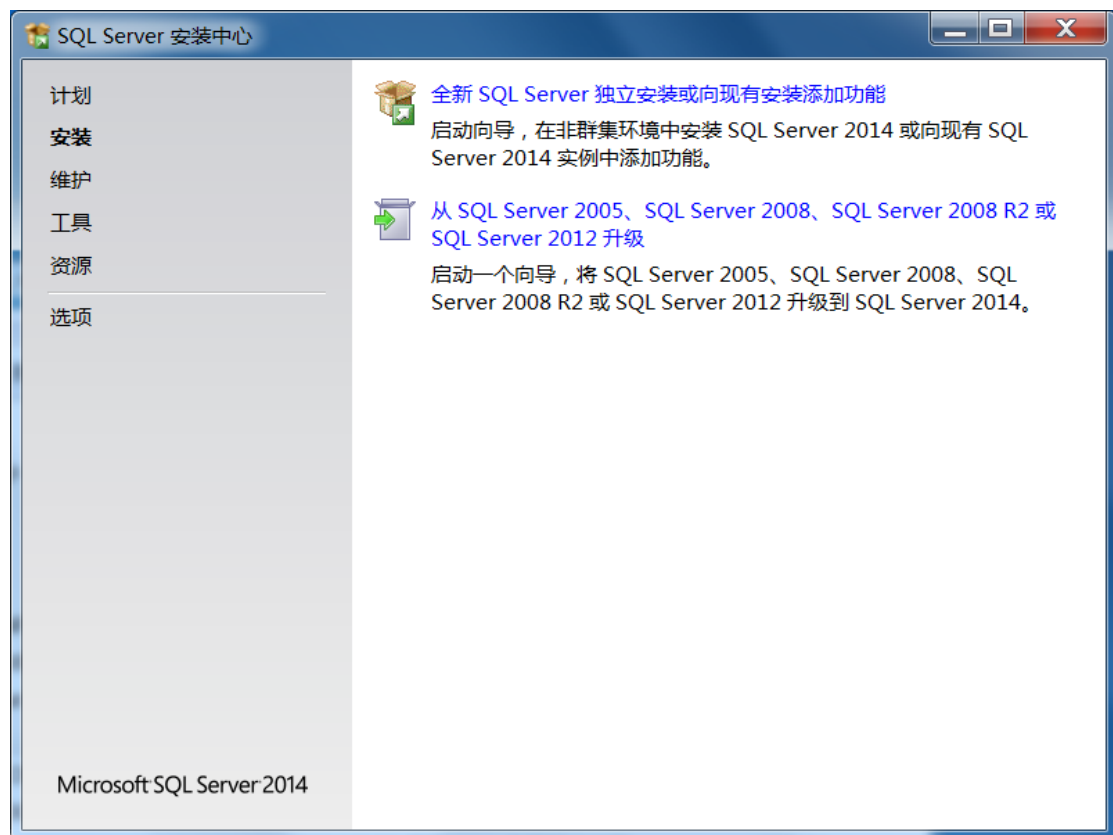 SQL Server 安装中心
计划
安装
维护
工具
资源
选项
全新 SQL Server 独立安装或向现有安装添加功能
启动向导，在非群集环境中安装 SQL Server 2014 或向现有 SQL
Server 2014 实例中添加功能。
从 SQL Server 2005、SQL Server 2008、SQL Server 2008 R2 或
SQL Server 2012 升级
启动一个向导，将 SQL Server 2005、SQL Server 2008、SQL
Server 2008 R2 或 SQL Server 2012 升级到 SQL Server 2014。
Microsoft SQL Server 2014